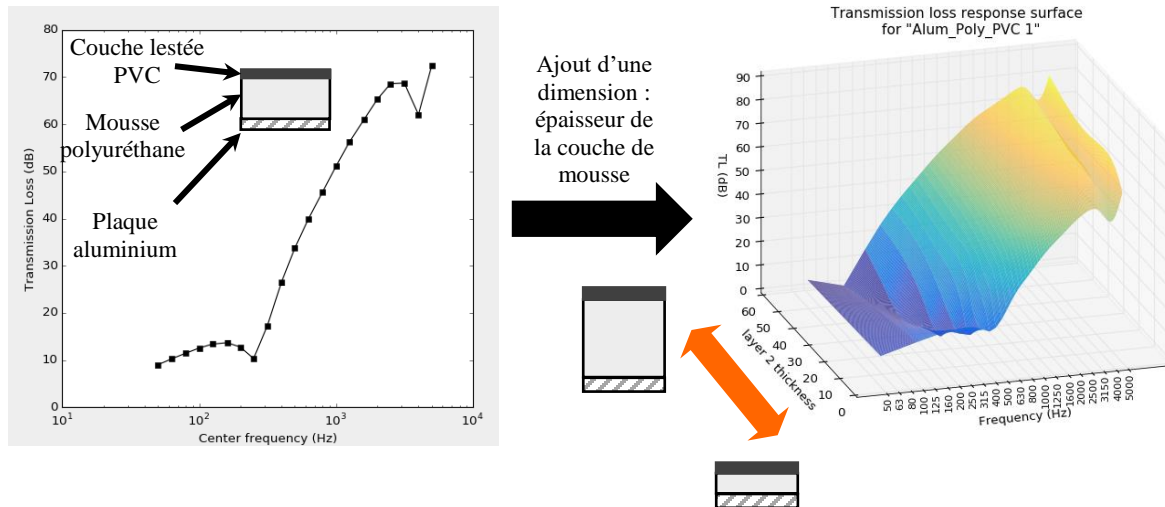 80
70
60
50
40
30
20
10
0
Transmission Loss (dB)
10^1
10^2
10^3
10^4
Center frequency (Hz)
Couche lestée
PVC
Mousse
polyuréthane
Plaque
aluminium
Ajout d’une
dimension :
épaisseur de
la couche de
mousse
Transmission loss response surface
for "Alum_Poly_PVC 1"
90
80
70
60
50
40
30
20
10
0
TL (dB)
60
50
40
30
20
10
0
layer 2 thickness
50
63
80
100
125
160
200
250
315
400
500
630
800
1000
1250
1600
2000
2500
3150
4000
5000
Frequency (Hz)